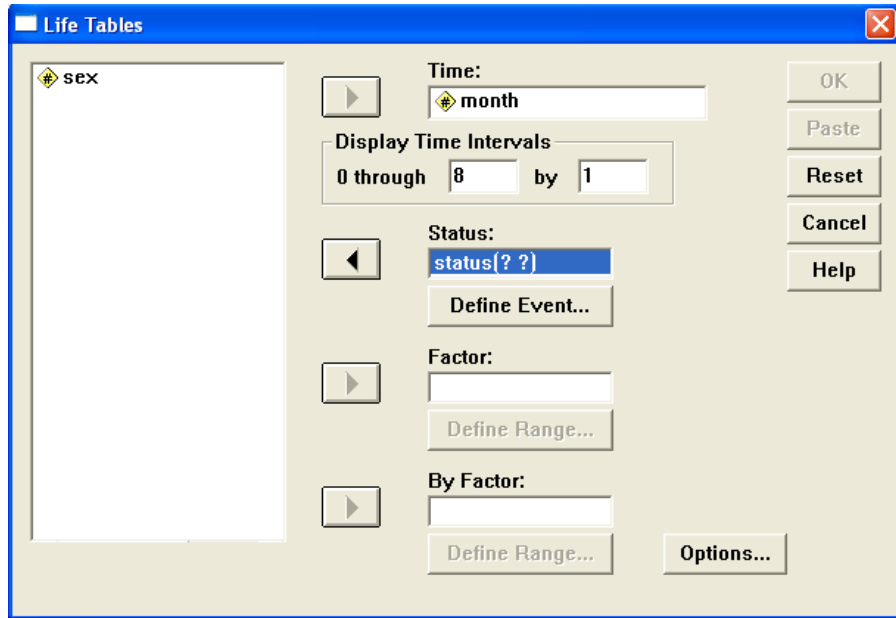 Life Tables
sex
Time:
month
Display Time Intervals
0 through 8 by 1
Status:
status(? ?)
Define Event...
Factor:
Define Range...
By Factor:
Define Range...
Options...
OK
Paste
Reset
Cancel
Help